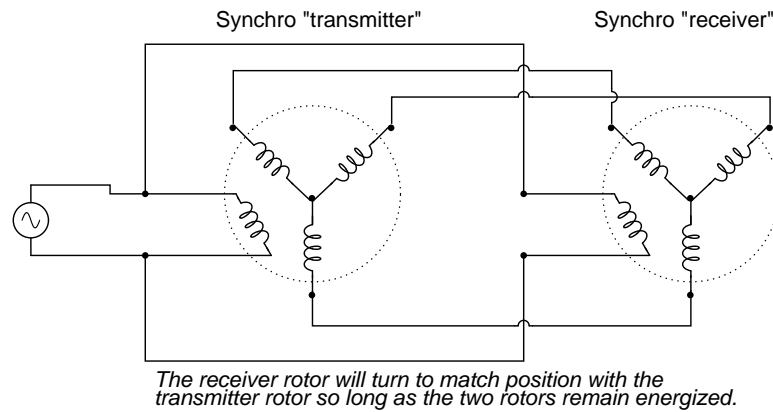 Synchro "transmitter"
Synchro "receiver"
The receiver rotor will turn to match position with the
transmitter rotor so long as the two rotors remain energized.